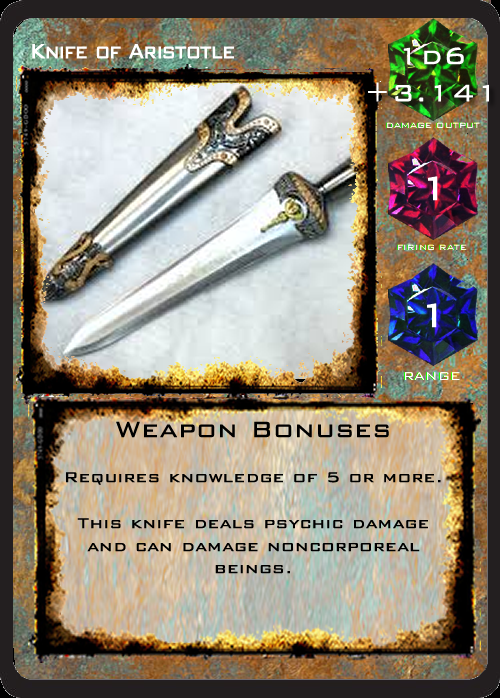 Knife of Aristotle
1d6
+3.141
Damage Output
1
Firing Rate
1
Range
Weapon Bonuses
Requires knowledge of 5 or more.
This knife deals psychic damage
and can damage noncorporeal
beings.